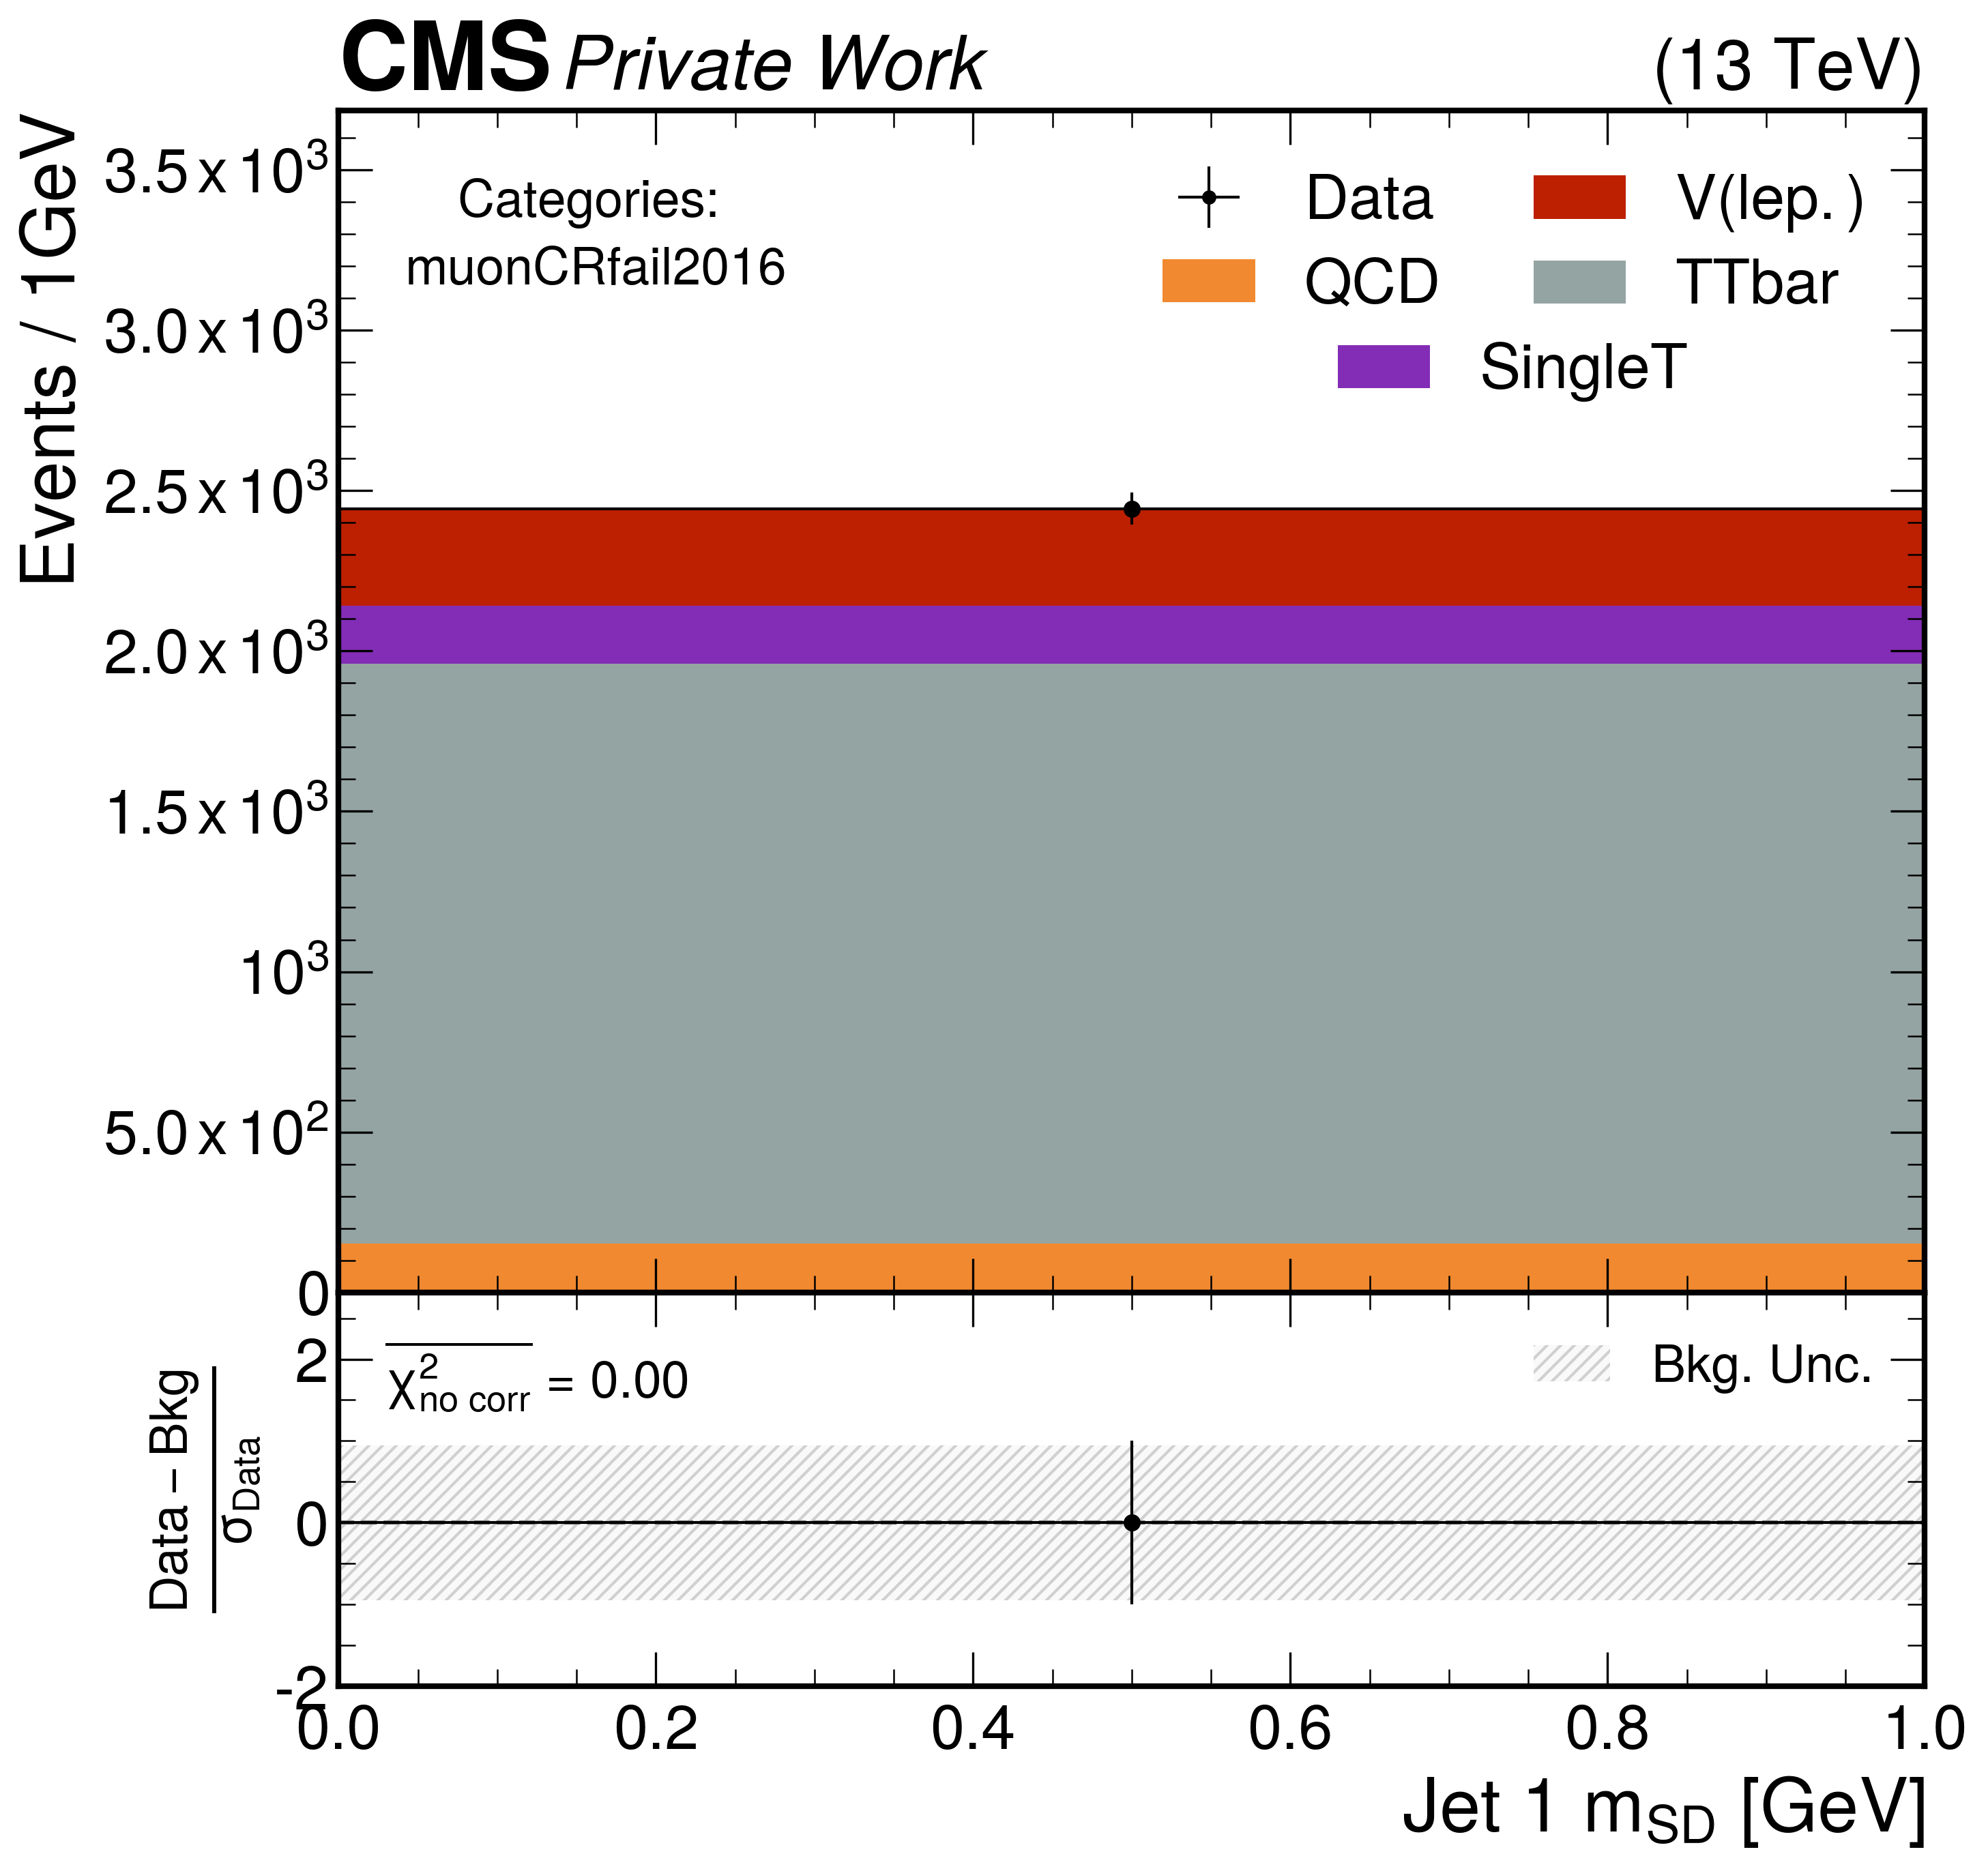 CMS Private Work (13 TeV)
Events / 1GeV
3.5 x 10³
3.0 x 10³
2.5 x 10³
2.0 x 10³
1.5 x 10³
10³
5.0 x 10²
0
Categories:
muonCRfail2016
Data
V(lep.)
QCD
TTbar
SingleT
Data – Bkg
σ_Data
2
0
-2
χ²_no corr = 0.00
Bkg. Unc.
0.0 0.2 0.4 0.6 0.8 1.0
Jet 1 m_SD [GeV]